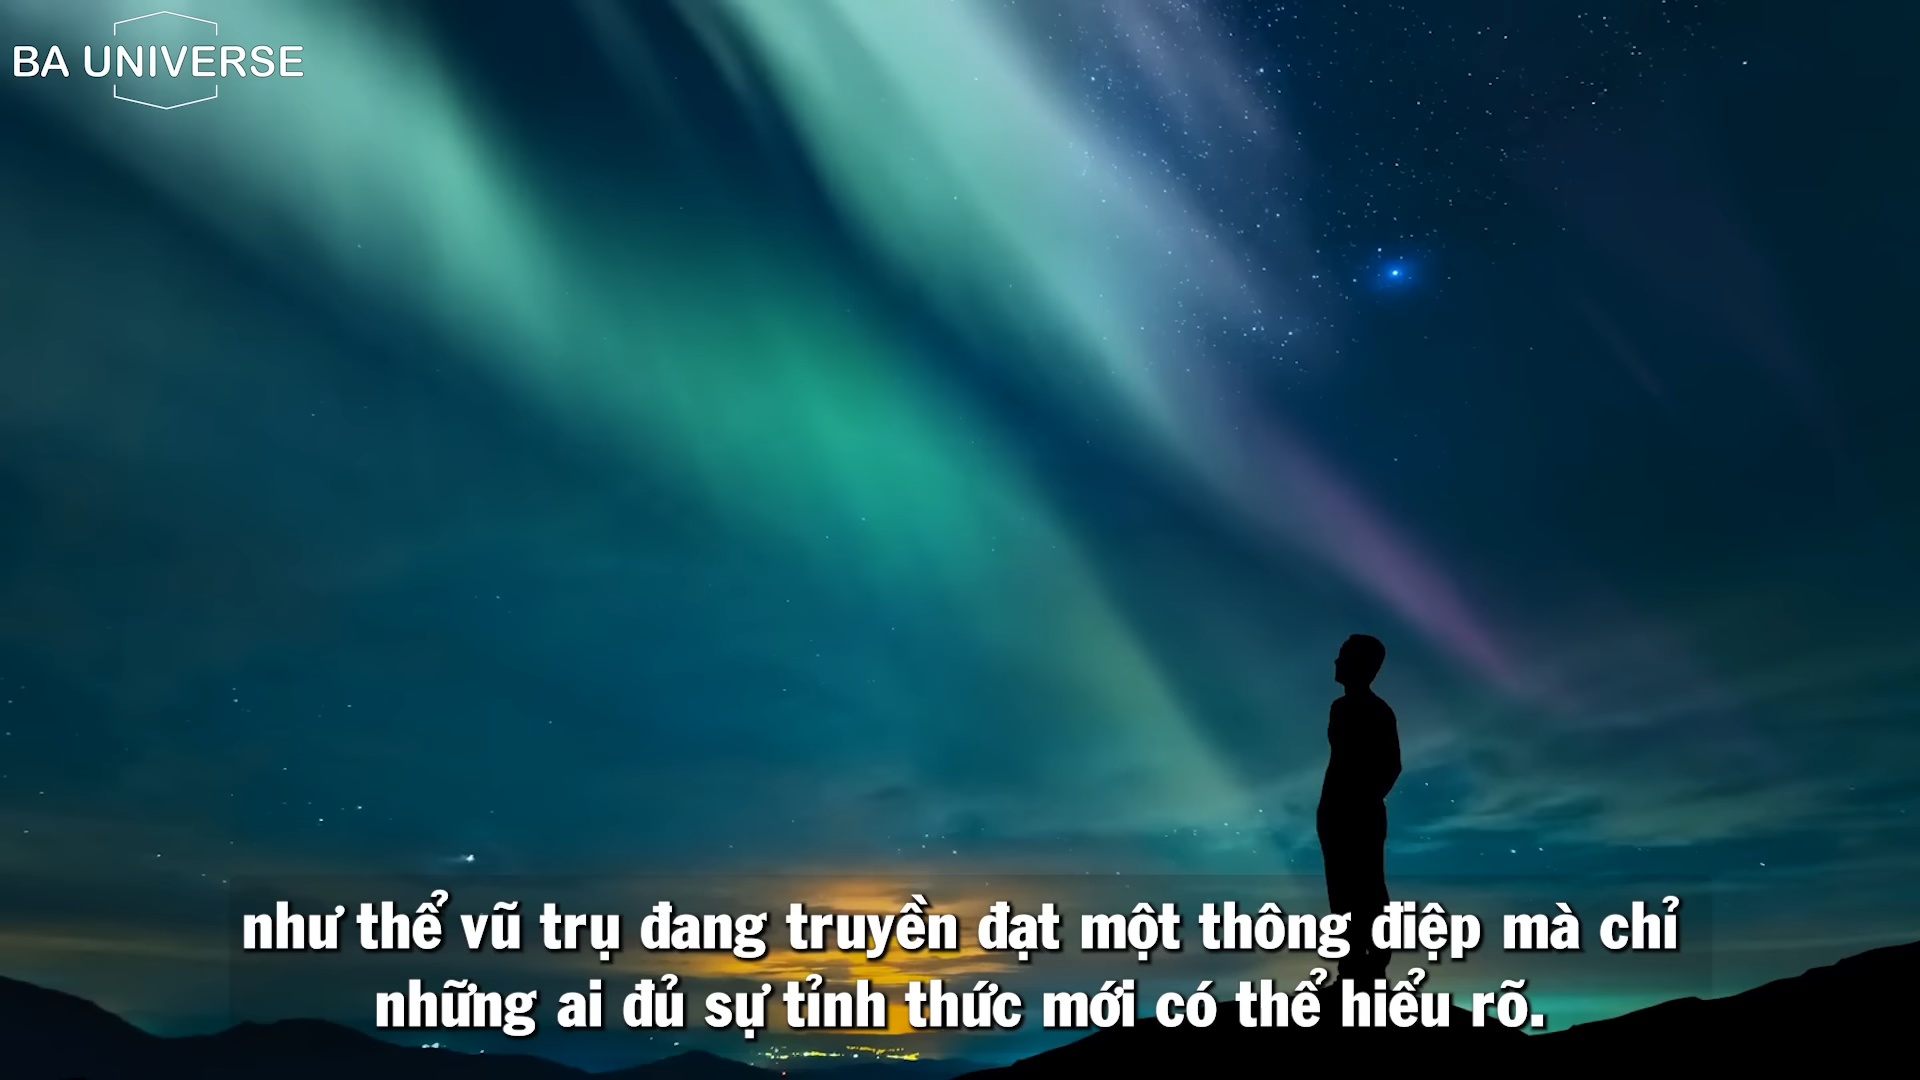 BA UNIVERSE
như thể vũ trụ đang truyền đạt một thông điệp mà chỉ
những ai đủ sự tỉnh thức mới có thể hiểu rõ.